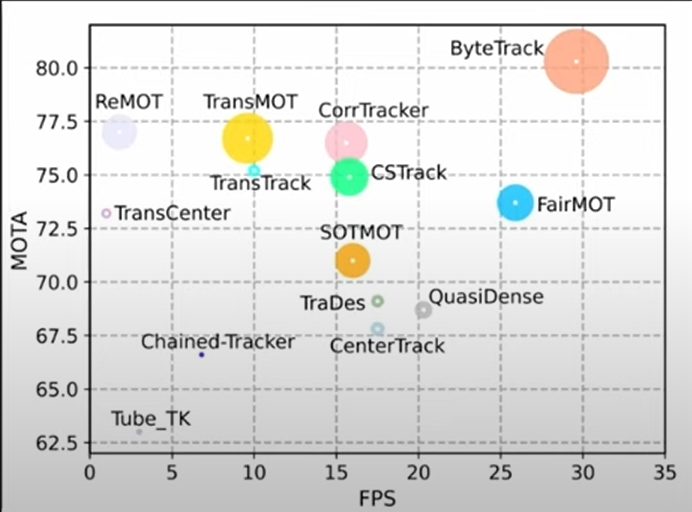 ByteTrack
80.0
ReMOT
TransMOT
CorrTracker
77.5
75.0
CSTrack
TransTrack
FairMOT
TransCenter
72.5
SOTMOT
MOTA
70.0
QuasiDense
TraDes
67.5
Chained-Tracker
CenterTrack
65.0
Tube_TK
62.5
0 5 10 15 20 25 30 35
FPS